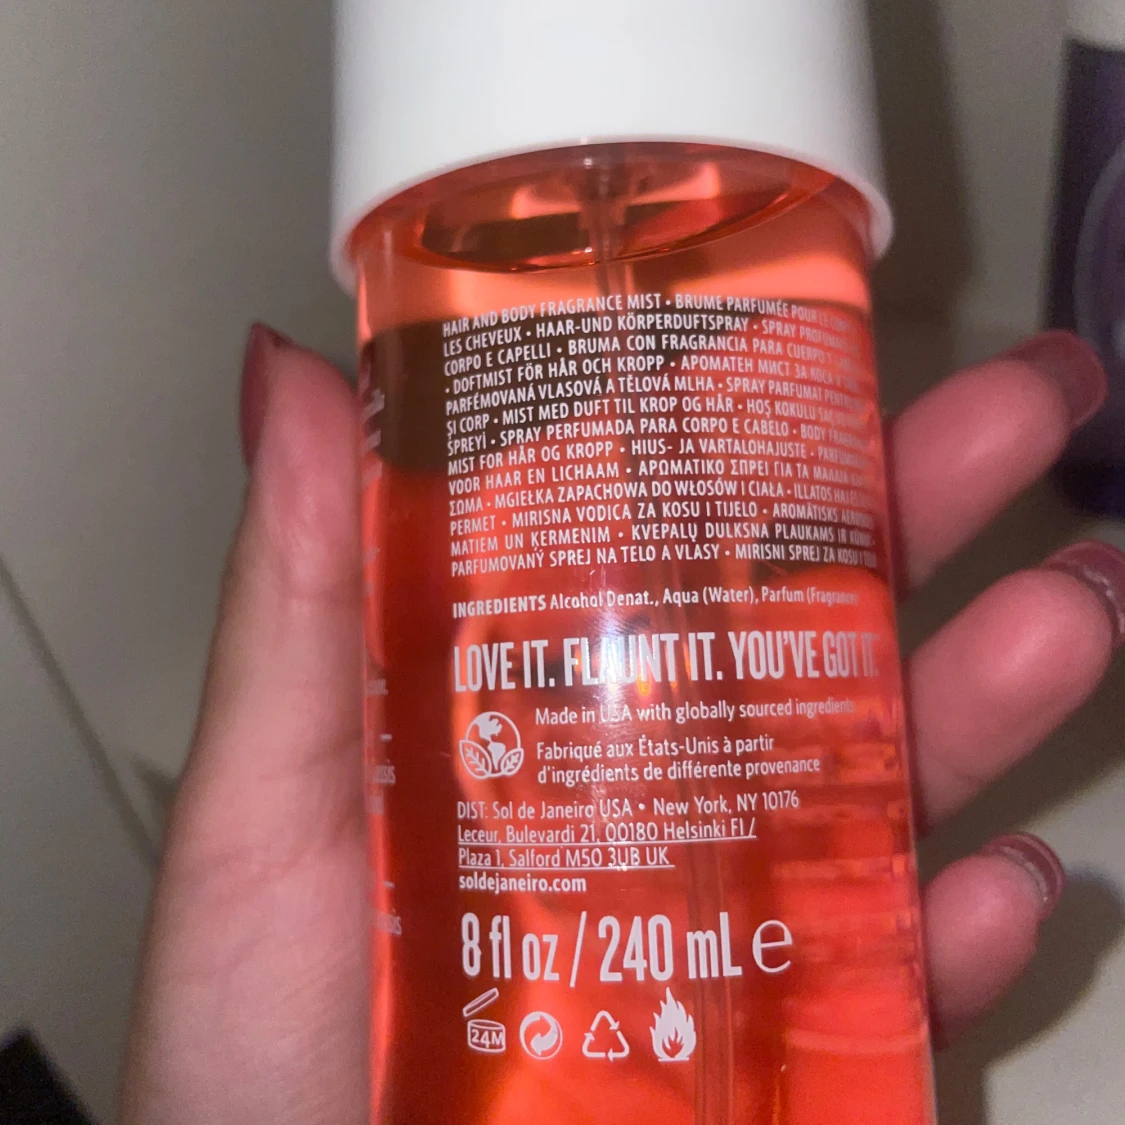 HAIR AND BODY FRAGRANCE MIST • BRUME PARFUMÉE POUR LE CORPS
LES CHEVEUX • HAAR-UND KÖRPERDUFTSPRAY • SPRAY
CORPO E CAPELLI • BRUMA CON FRAGRANCIA PARA CUERPO
• DOFTMIST FÖR HÅR OCH KROPP • АРОМАТЕН МИСТ ЗА КОСА
PARFÉMOVANÁ VLASOVÁ A TĚLOVÁ MLHA • SPRAY PARFUMAT
ȘI CORP • MIST MED DUFT TIL KROP OG HÅR • HOŞ KOKULU
SPREYİ • SPRAY PERFUMADA PARA CORPO E CABELO • BODY
MIST FOR HÅR OG KROPP • HIUS- JA VARTALOHAJUSTE •
VOOR HAAR EN LICHAAM • ΑΡΩΜΑΤΙΚΟ ΣΠΡΕΙ ΓΙΑ ΤΑ ΜΑΛΛΙΑ
ΣΩΜΑ • MGIEŁKA ZAPACHOWA DO WŁOSÓW I CIAŁA • ILLATOS
PERMET • MIRISNA VODICA ZA KOSU I TIJELO • AROMĀTISKS
MATIEM UN ĶERMENIM • KVEPALŲ DULKSNA PLAUKAMS IR
PARFUMOVANÝ SPREJ NA TELO A VLASY • MIRISNI SPREJ ZA KOSU I
INGREDIENTS Alcohol Denat., Aqua (Water), Parfum (Fragrance)
LOVE IT. FLAUNT IT. YOU'VE GOT IT.
Made in USA with globally sourced ingredients
Fabriqué aux États-Unis à partir
d'ingrédients de différente provenance
DIST: Sol de Janeiro USA • New York, NY 10176
Leceur, Bulevardi 21, 00180 Helsinki FI /
Plaza 1, Salford M50 3UB UK
soldejaneiro.com
8 fl oz / 240 mL e
24M